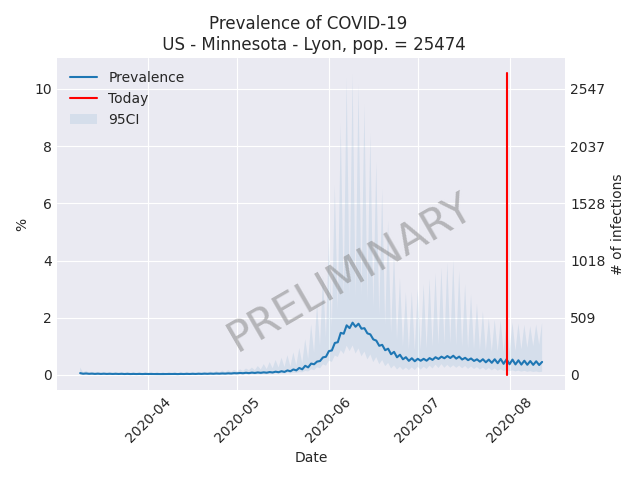 Prevalence of COVID-19
US - Minnesota - Lyon, pop. = 25474
Prevalence
Today
95CI
PRELIMINARY
10
8
6
4
2
0
%
2547
2037
1528
1018
509
0
# of infections
2020-04
2020-05
2020-06
2020-07
2020-08
Date